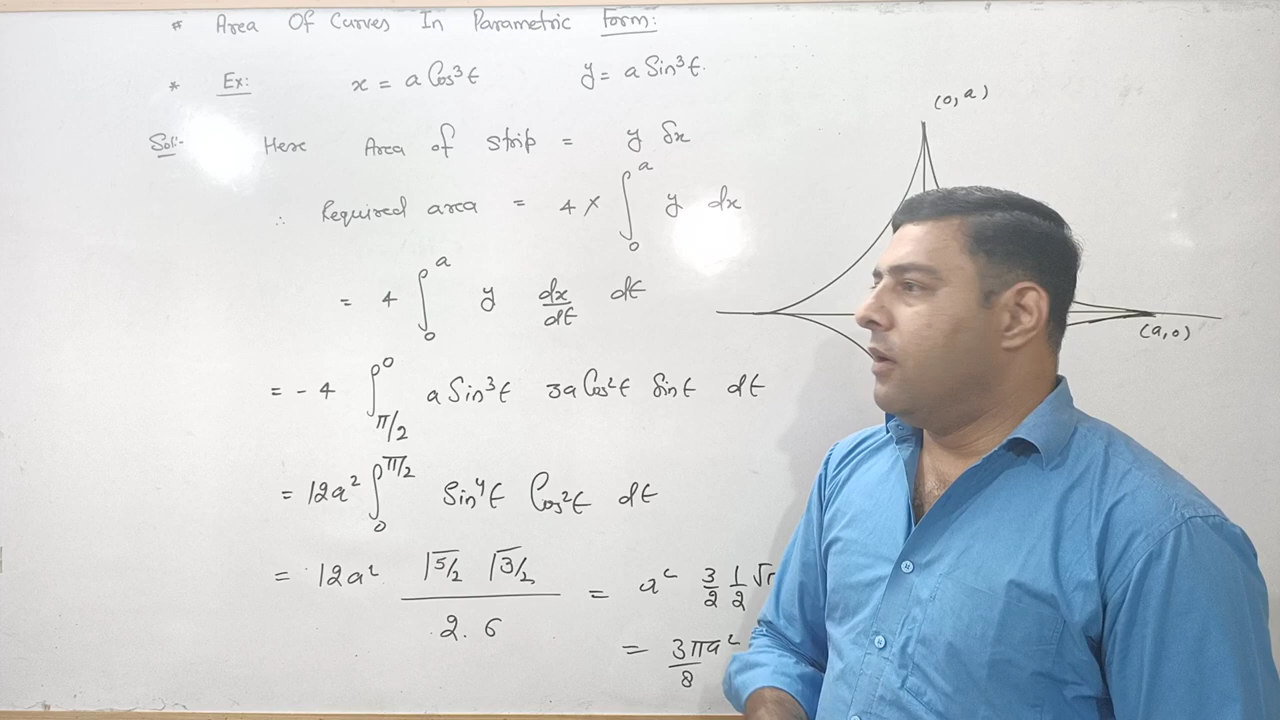 * Area Of Curves In Parametric Form:
* Ex: x = a Cos³t y = a Sin³t.
(0, a)
Sol:- Here Area of strip = y δx
∴ Required area = 4 × ∫₀ᵃ y dx
= 4 ∫₀ᵃ y dx/dt dt
(a, 0)
= - 4 ∫_{π/2}^{0} a Sin³t 3a Cos²t Sint dt
= 12a² ∫_{0}^{π/2} Sin⁴t Cos²t dt
= 12a² (Γ5/2 Γ3/2)/(2. 6) = a² 3/2 1/2
= 3πa²/8